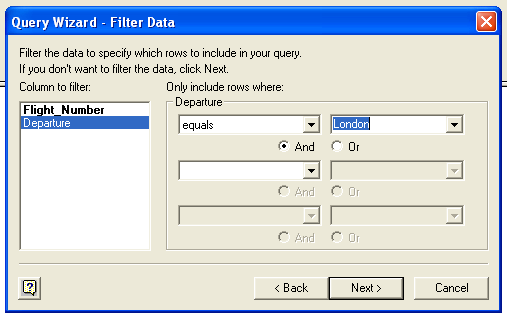 Query Wizard - Filter Data
Filter the data to specify which rows to include in your query.
If you don't want to filter the data, click Next.
Column to filter:
Only include rows where:
Flight_Number
Departure
Departure
equals
London
And
Or
And
Or
And
Or
?
< Back
Next >
Cancel